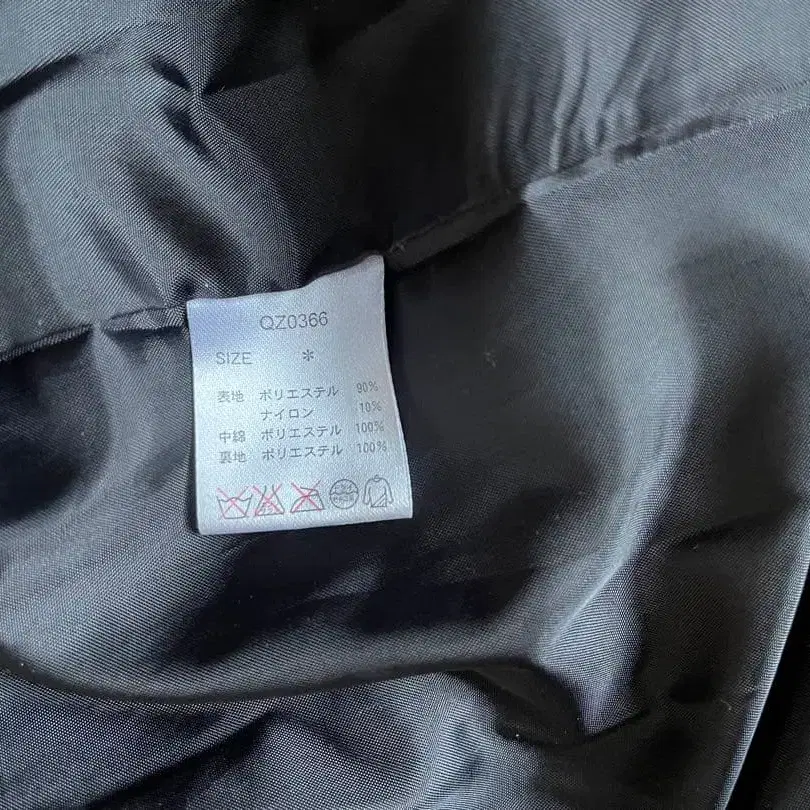 QZ0366
SIZE *
表地 ポリエステル 90%
ナイロン 10%
中綿 ポリエステル 100%
裏地 ポリエステル 100%